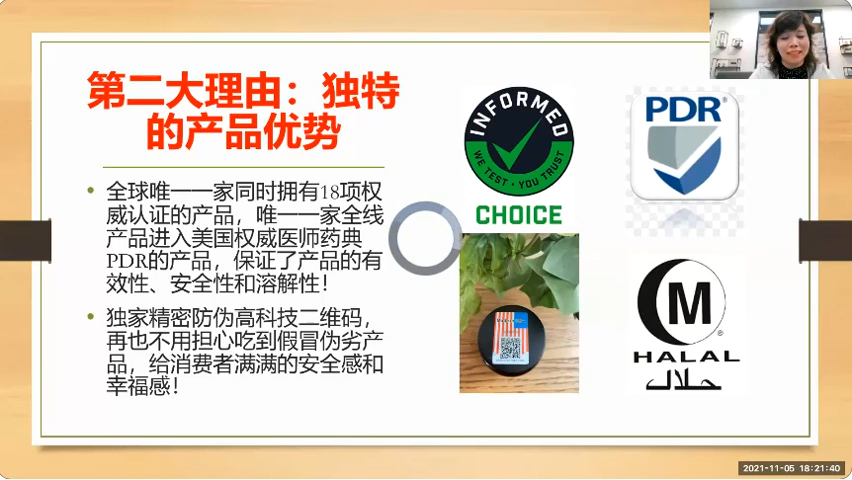 第二大理由：独特
的产品优势
• 全球唯一一家同时拥有18项权
威认证的产品，唯一一家全线
产品进入美国权威医师药典
PDR的产品，保证了产品的有
效性、安全性和溶解性！
• 独家精密防伪高科技二维码，
再也不用担心吃到假冒伪劣产
品，给消费者满满的安全感和
幸福感！
INFORMED
WE TEST · YOU TRUST
CHOICE
PDR®
M
®
HALAL
حلال
2021-11-05 18:21:40